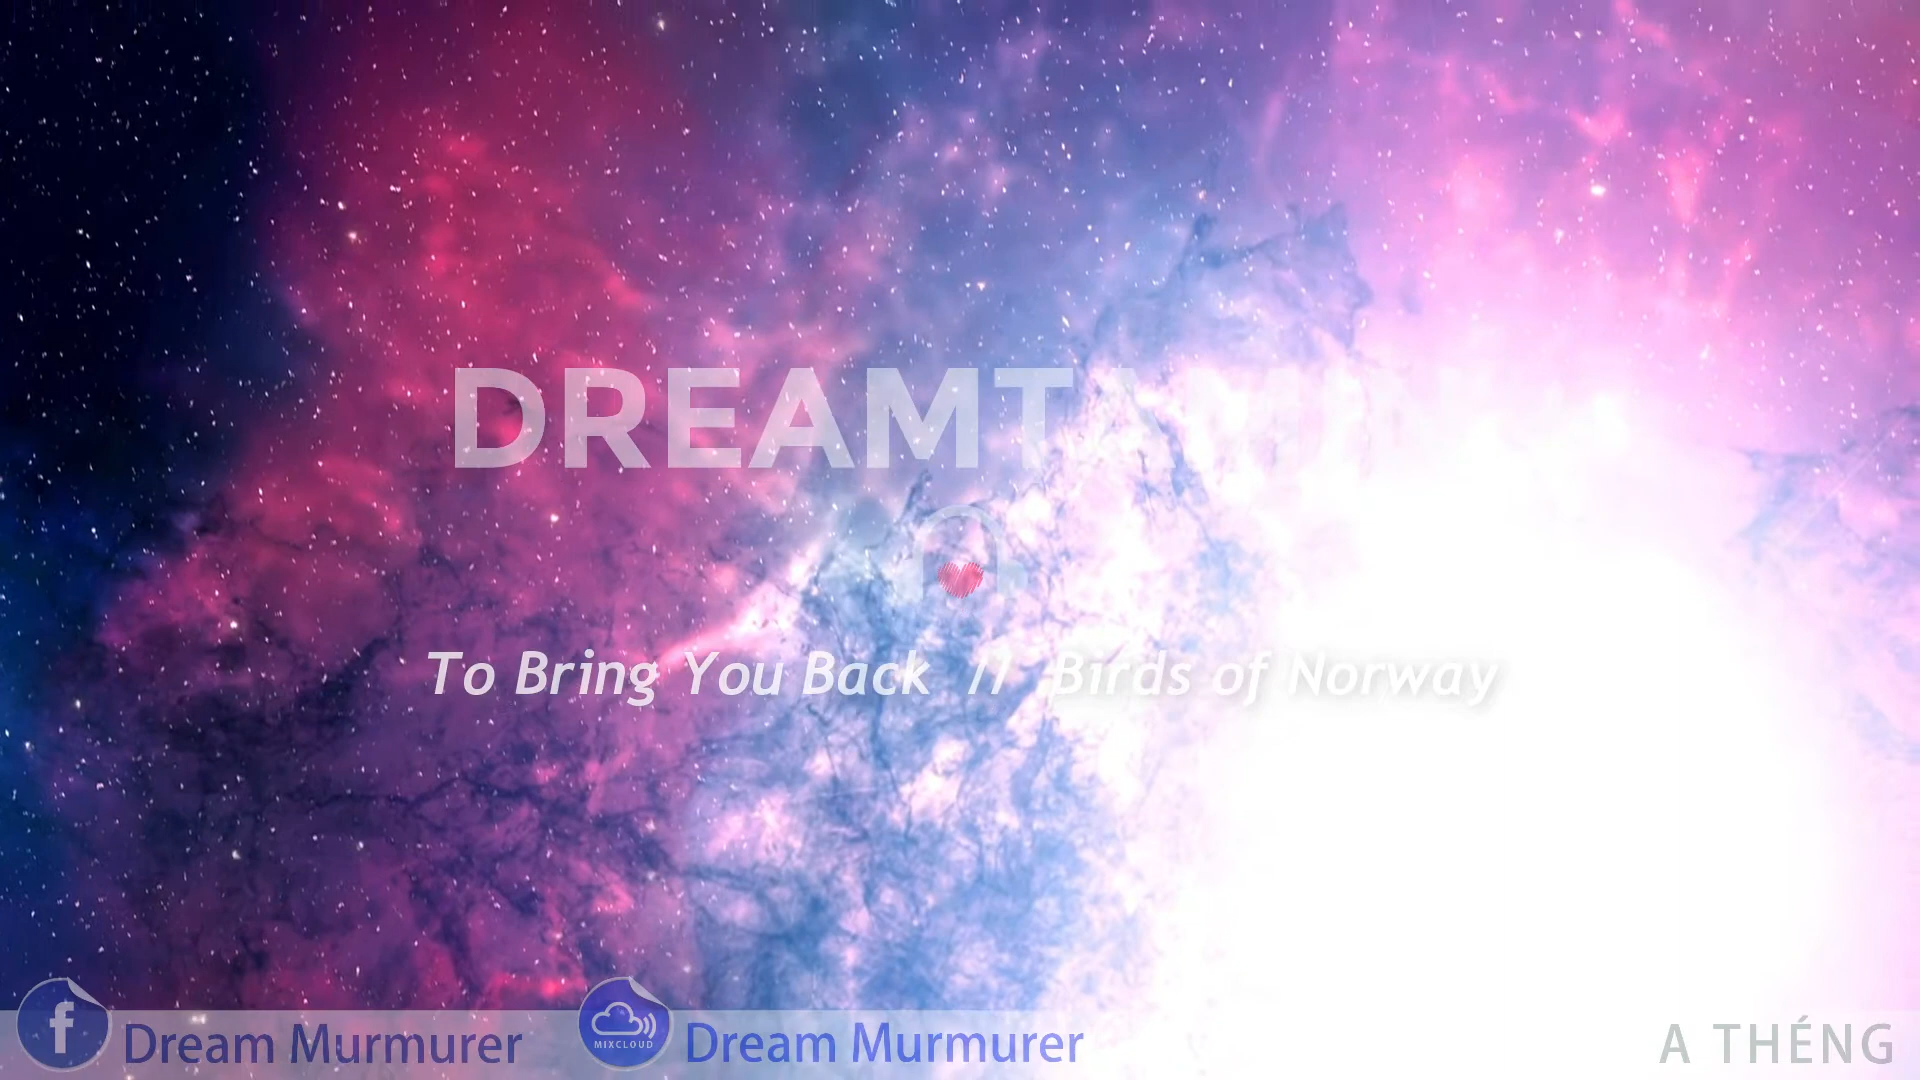 DREAMT
To Bring You Back // Birds of Norway
Dream Murmurer
MIXCLOUD
Dream Murmurer
A THÉNG